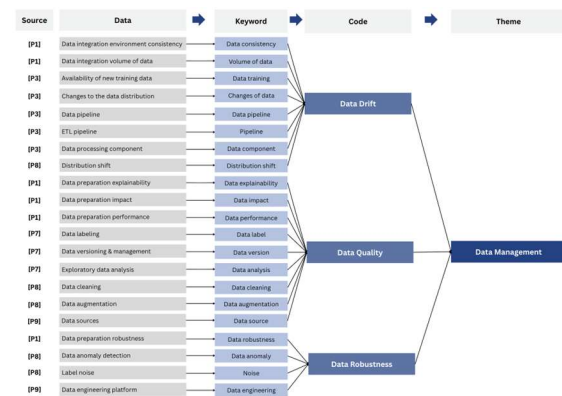 Source Data Keyword Code Theme
[P1] Data integration environment consistency Data consistency
[P1] Data integration volume of data Volume of data
[P3] Availability of new training data Data training
[P3] Changes to the data distribution Changes of data
Data Drift
[P3] Data pipeline Data pipeline
[P3] ETL pipeline Pipeline
[P3] Data processing component Data component
[P8] Distribution shift Distribution shift
[P1] Data preparation explainability Data explainability
[P1] Data preparation impact Data impact
[P1] Data preparation performance Data performance
[P7] Data labeling Data label
[P7] Data versioning & management Data version
Data Quality Data Management
[P7] Exploratory data analysis Data analysis
[P8] Data cleaning Data cleaning
[P8] Data augmentation Data augmentation
[P9] Data sources Data source
[P1] Data preparation robustness Data robustness
[P8] Data anomaly detection Data anomaly
Data Robustness
[P8] Label noise Noise
[P9] Data engineering platform Data engineering